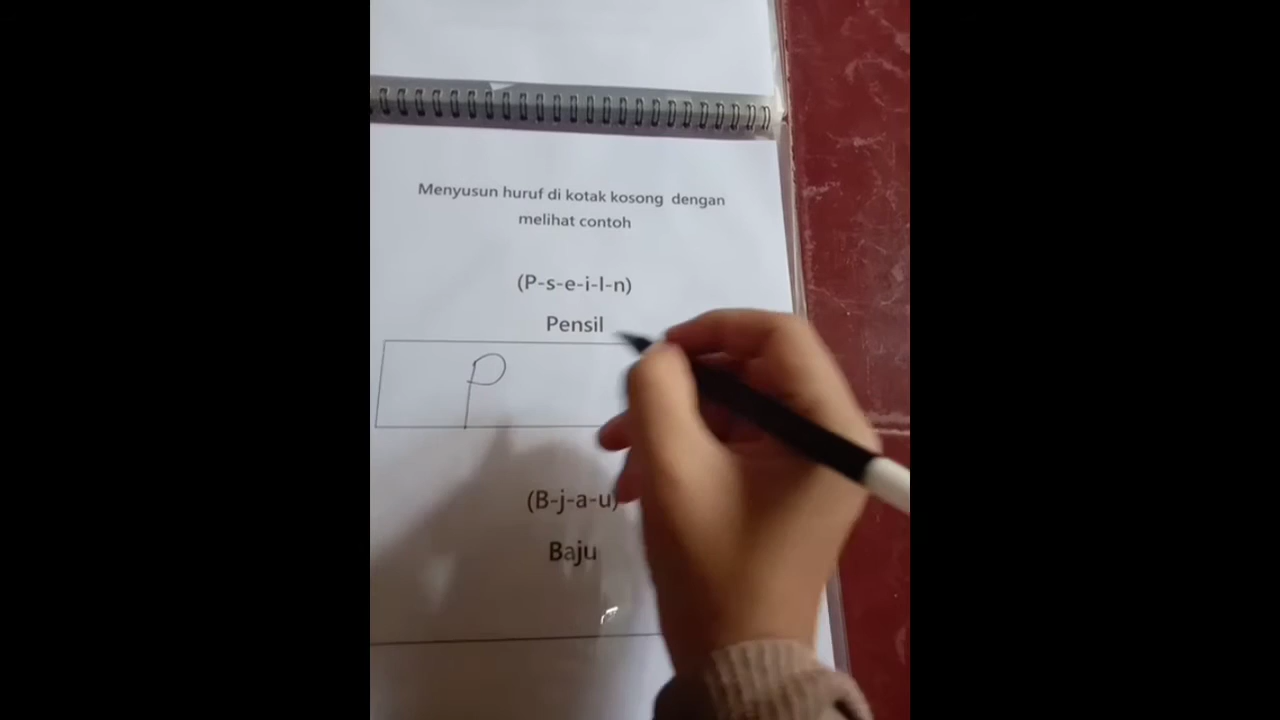 Menyusun huruf di kotak kosong dengan
melihat contoh
(P-s-e-i-l-n)
Pensil
P
(B-j-a-u)
Baju